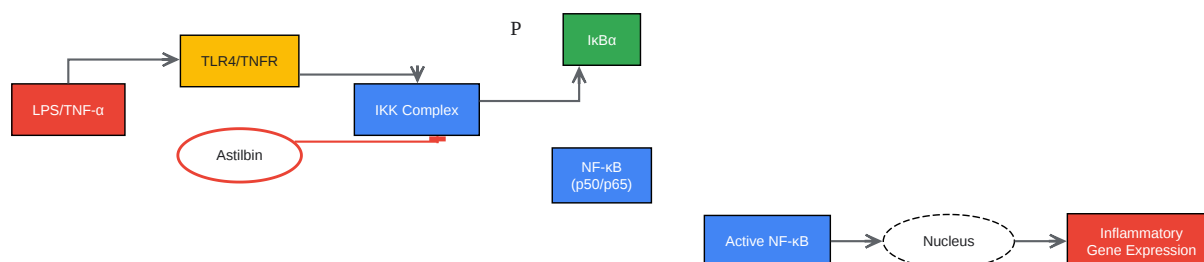 P
IκBα
TLR4/TNFR
LPS/TNF-α
IKK Complex
Astilbin
NF-κB
(p50/p65)
Active NF-κB
Nucleus
Inflammatory
Gene Expression